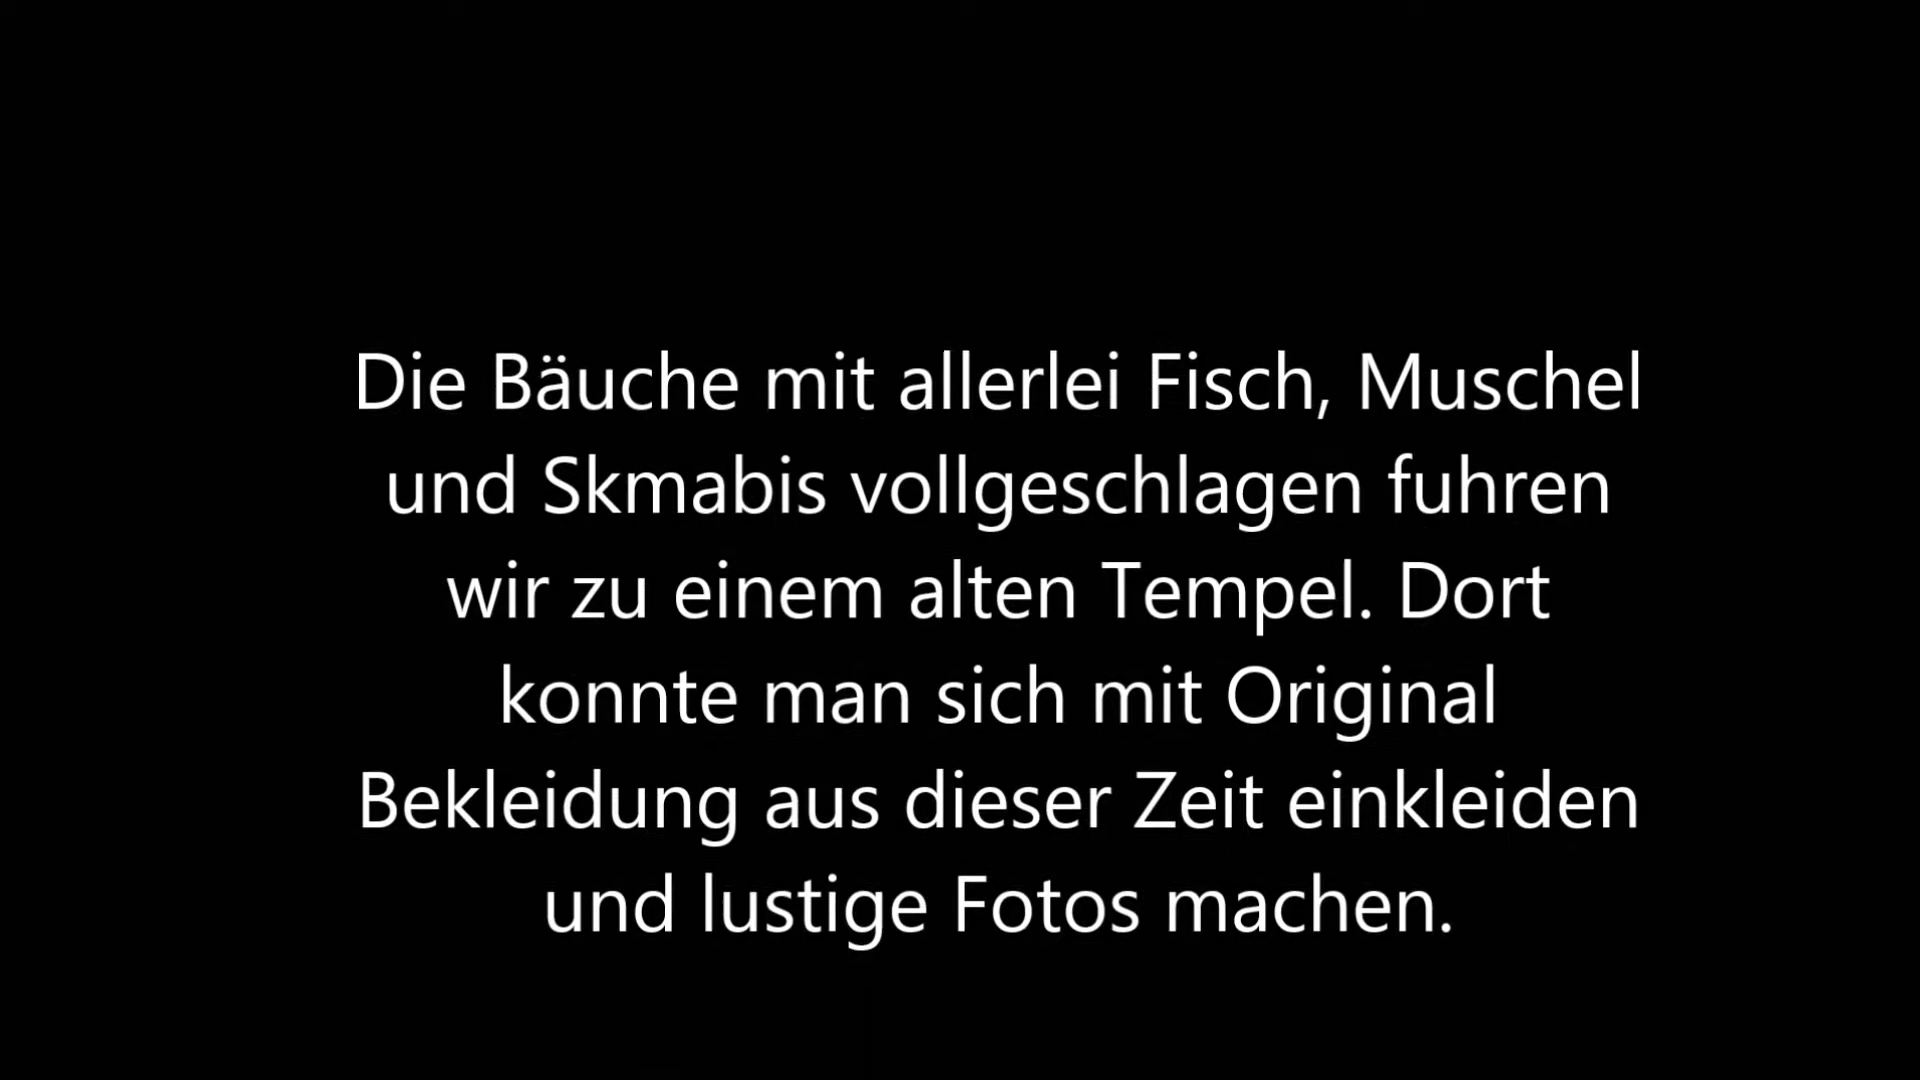 Die Bäuche mit allerlei Fisch, Muschel
und Skmabis vollgeschlagen fuhren
wir zu einem alten Tempel. Dort
konnte man sich mit Original
Bekleidung aus dieser Zeit einkleiden
und lustige Fotos machen.